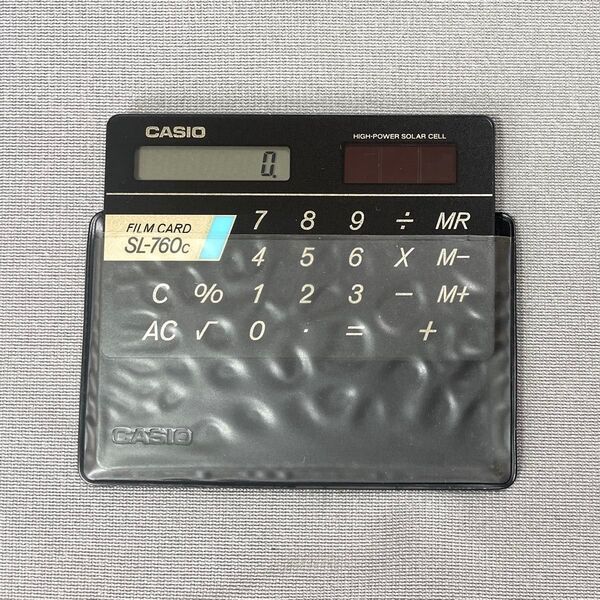 CASIO HIGH-POWER SOLAR CELL
0.
FILM CARD 7 8 9 ÷ MR
SL-760C 4 5 6 X M−
C % 1 2 3 − M+
AC √ 0 · = +
CASIO